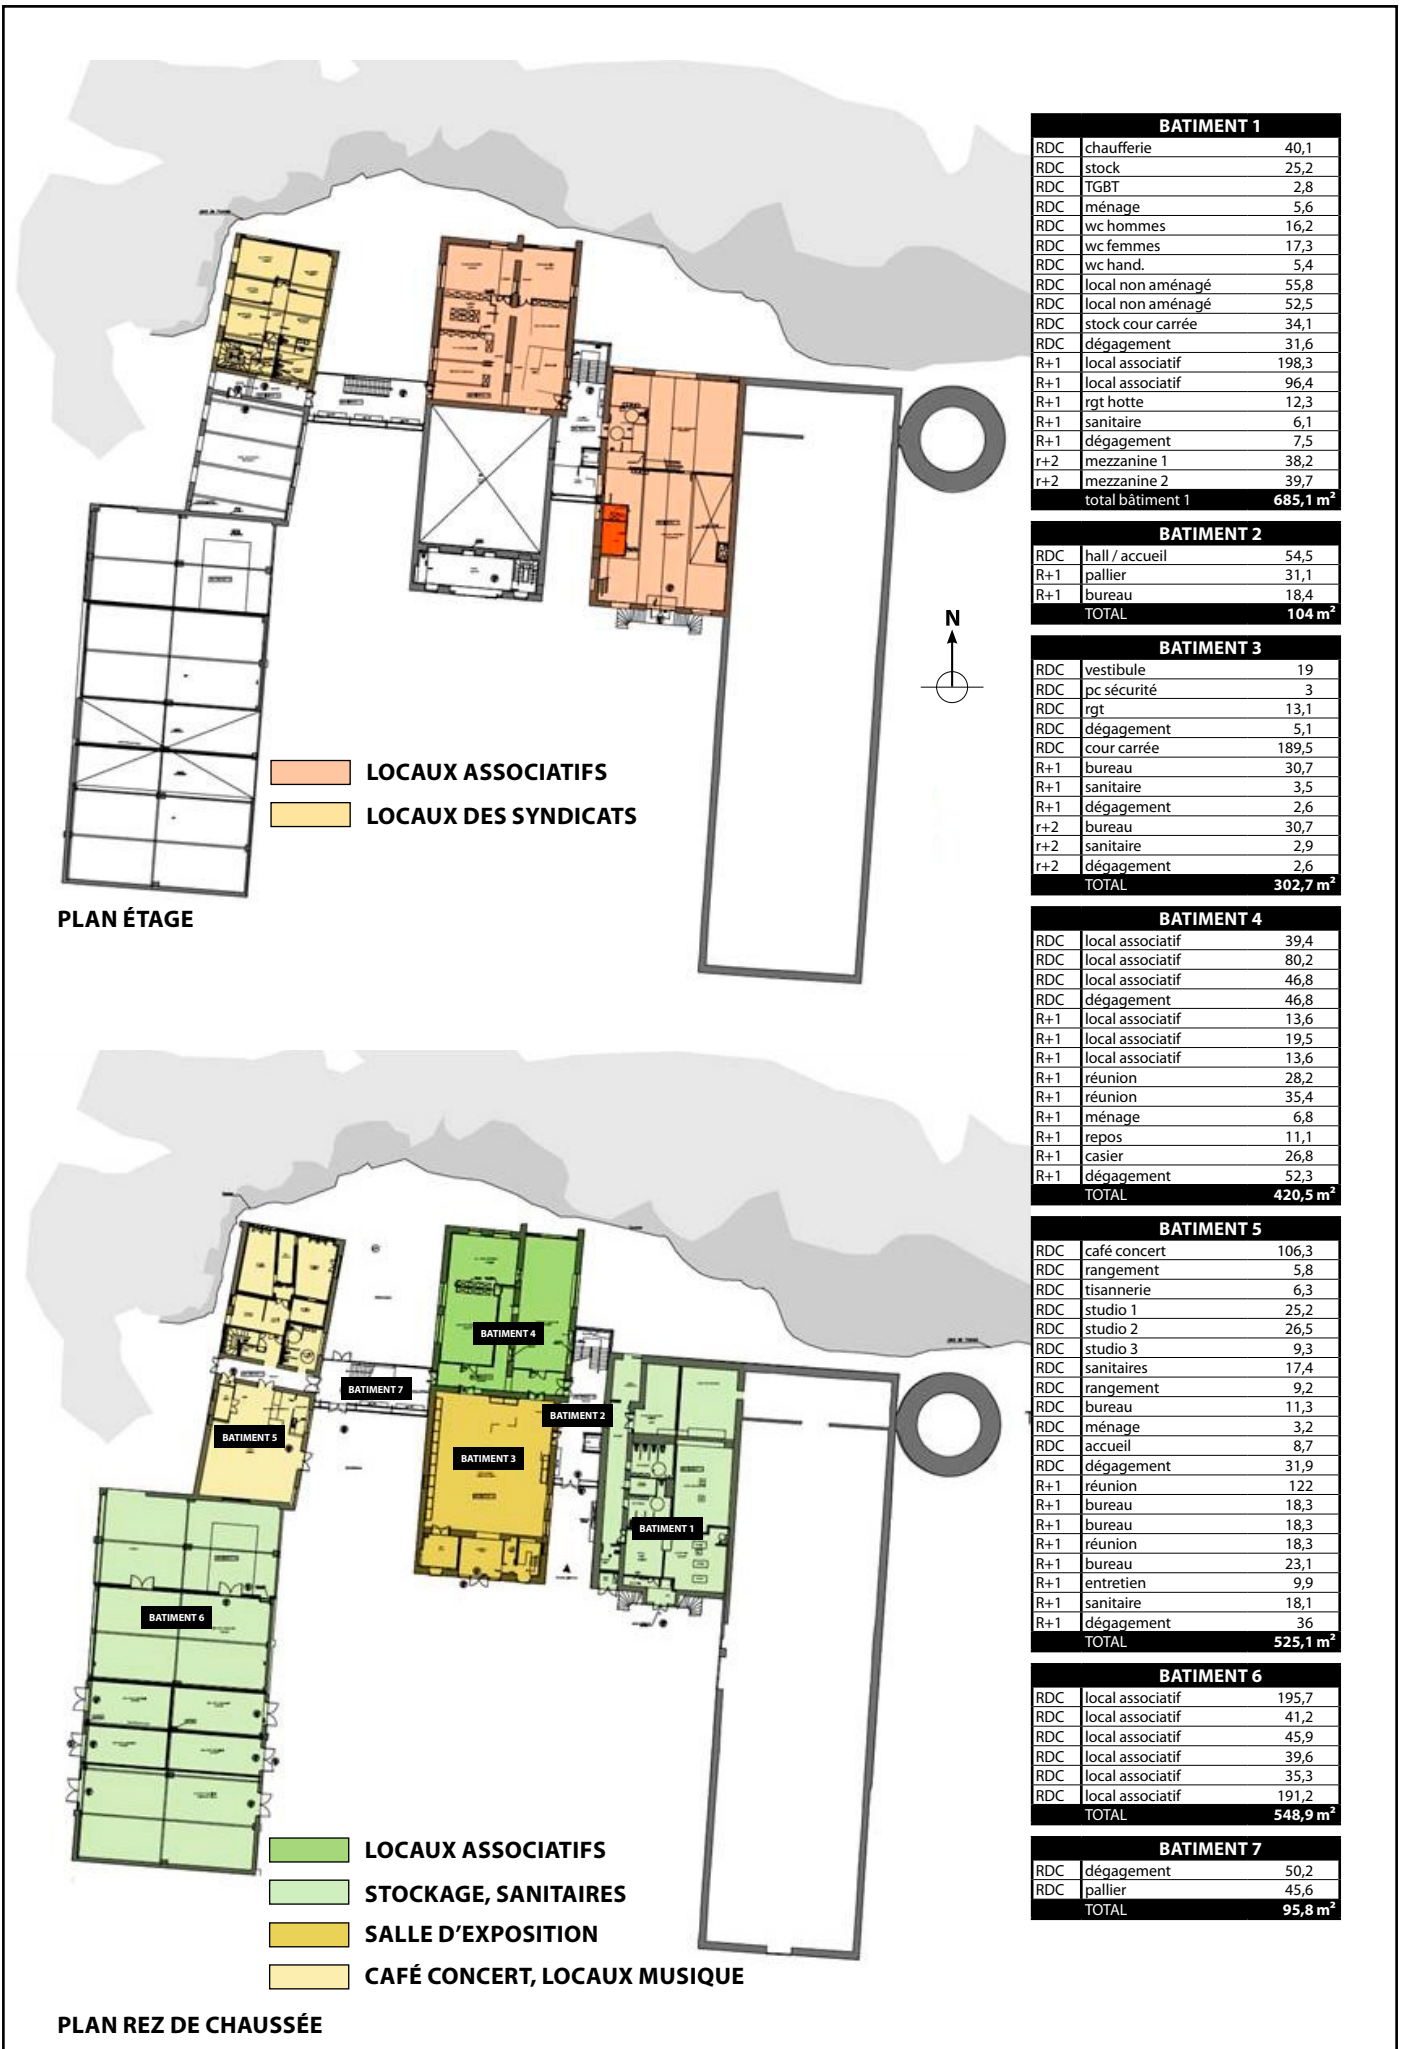 BATIMENT 1
RDC chaufferie 40,1
RDC stock 25,2
RDC TGBT 2,8
RDC ménage 5,6
RDC wc hommes 16,2
RDC wc femmes 17,3
RDC wc hand. 5,4
RDC local non aménagé 55,8
RDC local non aménagé 52,5
RDC stock cour carrée 34,1
RDC dégagement 31,6
R+1 local associatif 198,3
R+1 local associatif 96,4
R+1 rgt hotte 12,3
R+1 sanitaire 6,1
R+1 dégagement 7,5
r+2 mezzanine 1 38,2
r+2 mezzanine 2 39,7
total bâtiment 1 685,1 m²
BATIMENT 2
RDC hall / accueil 54,5
R+1 pallier 31,1
R+1 bureau 18,4
TOTAL 104 m²
BATIMENT 3
RDC vestibule 19
RDC pc sécurité 3
RDC rgt 13,1
RDC dégagement 5,1
RDC cour carrée 189,5
R+1 bureau 30,7
R+1 sanitaire 3,5
R+1 dégagement 2,6
r+2 bureau 30,7
r+2 sanitaire 2,9
r+2 dégagement 2,6
TOTAL 302,7 m²
BATIMENT 4
RDC local associatif 39,4
RDC local associatif 80,2
RDC local associatif 46,8
RDC dégagement 46,8
R+1 local associatif 13,6
R+1 local associatif 19,5
R+1 local associatif 13,6
R+1 réunion 28,2
R+1 réunion 35,4
R+1 ménage 6,8
R+1 repos 11,1
R+1 casier 26,8
R+1 dégagement 52,3
TOTAL 420,5 m²
BATIMENT 5
RDC café concert 106,3
RDC rangement 5,8
RDC tisannerie 6,3
RDC studio 1 25,2
RDC studio 2 26,5
RDC studio 3 9,3
RDC sanitaires 17,4
RDC rangement 9,2
RDC bureau 11,3
RDC ménage 3,2
RDC accueil 8,7
RDC dégagement 31,9
R+1 réunion 122
R+1 bureau 18,3
R+1 bureau 18,3
R+1 réunion 18,3
R+1 bureau 23,1
R+1 entretien 9,9
R+1 sanitaire 18,1
R+1 dégagement 36
TOTAL 525,1 m²
BATIMENT 6
RDC local associatif 195,7
RDC local associatif 41,2
RDC local associatif 45,9
RDC local associatif 39,6
RDC local associatif 35,3
RDC local associatif 191,2
TOTAL 548,9 m²
BATIMENT 7
RDC dégagement 50,2
RDC pallier 45,6
TOTAL 95,8 m²
N
LOCAUX ASSOCIATIFS
LOCAUX DES SYNDICATS
PLAN ÉTAGE
BATIMENT 4
BATIMENT 7
BATIMENT 2
BATIMENT 5
BATIMENT 3
BATIMENT 1
BATIMENT 6
LOCAUX ASSOCIATIFS
STOCKAGE, SANITAIRES
SALLE D'EXPOSITION
CAFÉ CONCERT, LOCAUX MUSIQUE
PLAN REZ DE CHAUSSÉE